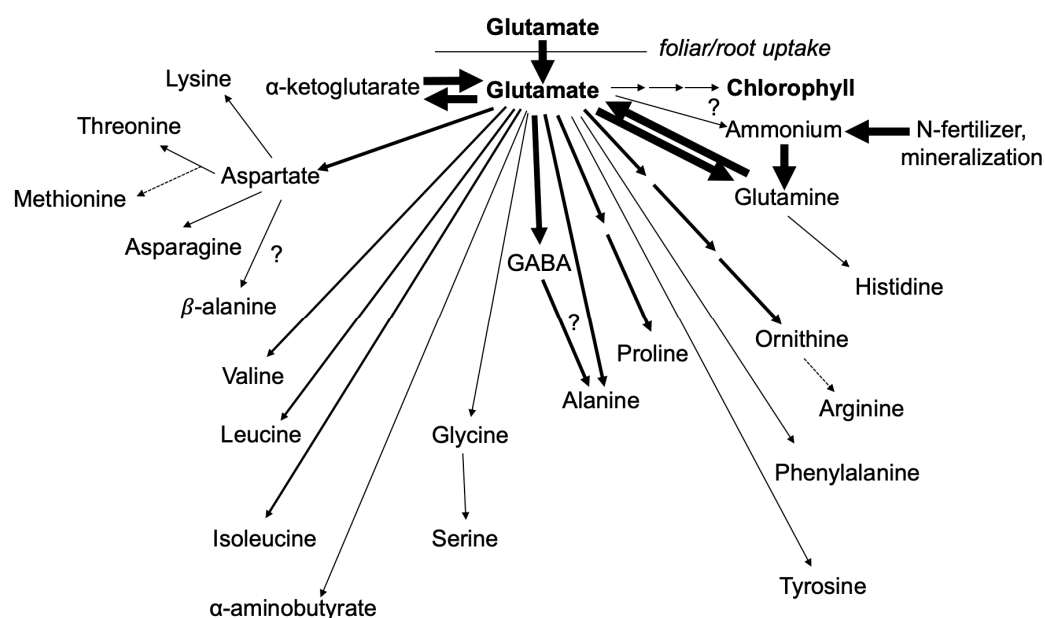 Glutamate
foliar/root uptake
Lysine
α-ketoglutarate
Glutamate
Chlorophyll
?
Threonine
Ammonium
N-fertilizer,
mineralization
Aspartate
Methionine
Glutamine
Asparagine
?
GABA
Histidine
β-alanine
?
Ornithine
Proline
Valine
Alanine
Arginine
Leucine
Glycine
Phenylalanine
Isoleucine
Serine
Tyrosine
α-aminobutyrate